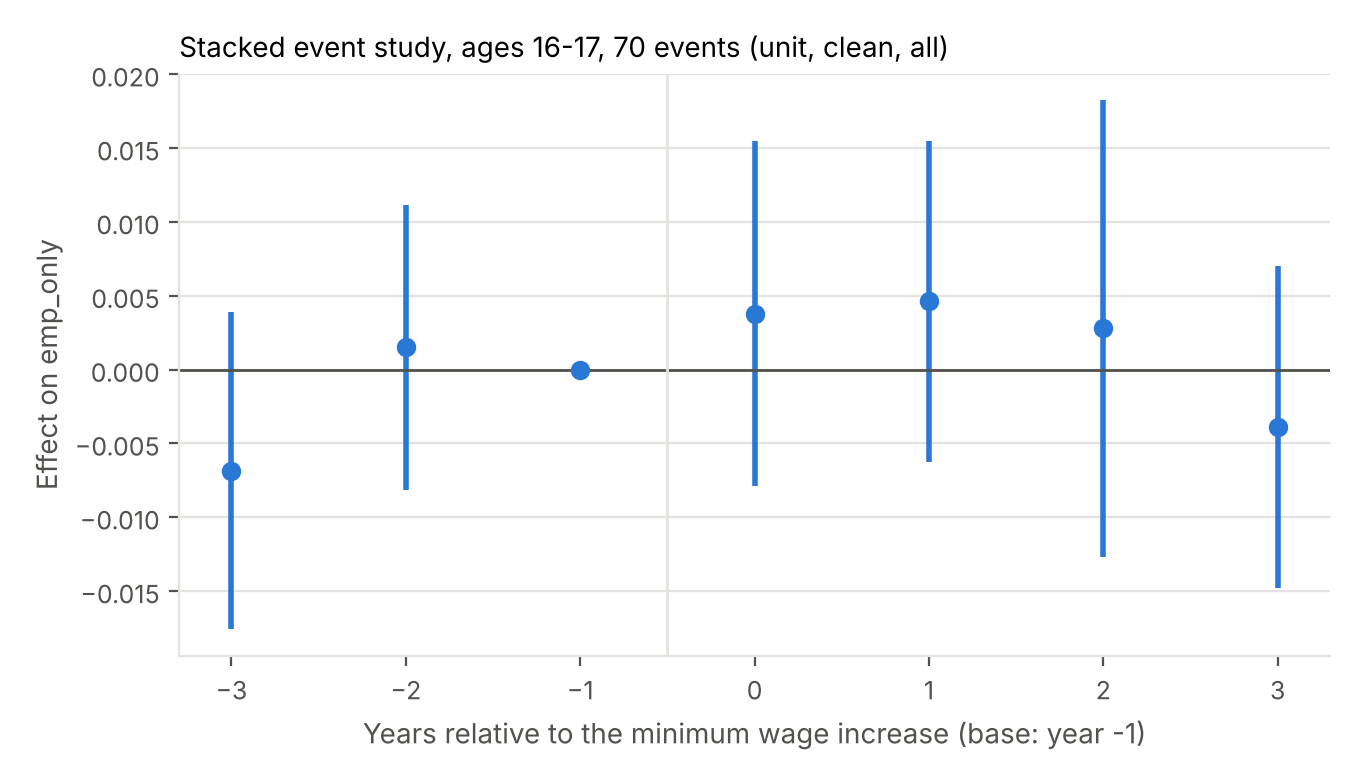 Stacked event study, ages 16-17, 70 events (unit, clean, all)
0.020
0.015
0.010
0.005
0.000
−0.005
−0.010
−0.015
Effect on emp_only
−3 −2 −1 0 1 2 3
Years relative to the minimum wage increase (base: year -1)